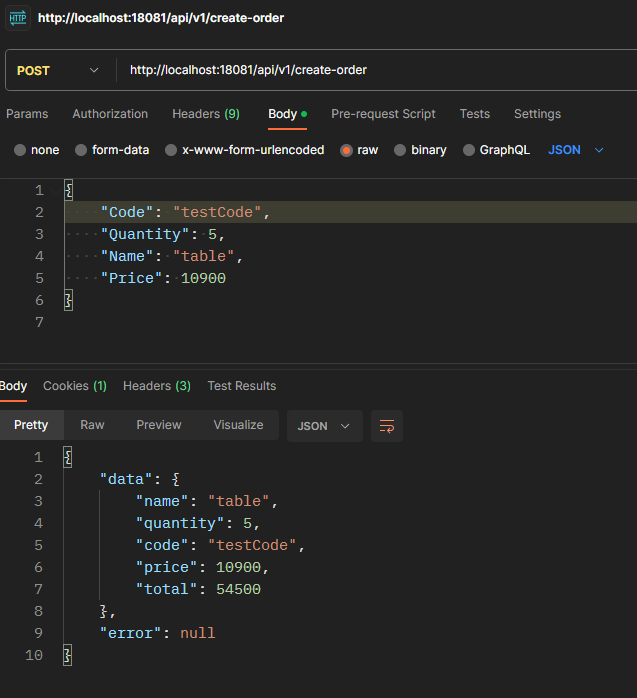 HTTP http://localhost:18081/api/v1/create-order
POST http://localhost:18081/api/v1/create-order
Params Authorization Headers (9) Body Pre-request Script Tests Settings
none form-data x-www-form-urlencoded raw binary GraphQL JSON
1 {
2 "Code": "testCode",
3 "Quantity": 5,
4 "Name": "table",
5 "Price": 10900
6 }
7
Body Cookies (1) Headers (3) Test Results
Pretty Raw Preview Visualize JSON
1 {
2 "data": {
3 "name": "table",
4 "quantity": 5,
5 "code": "testCode",
6 "price": 10900,
7 "total": 54500
8 },
9 "error": null
10 }